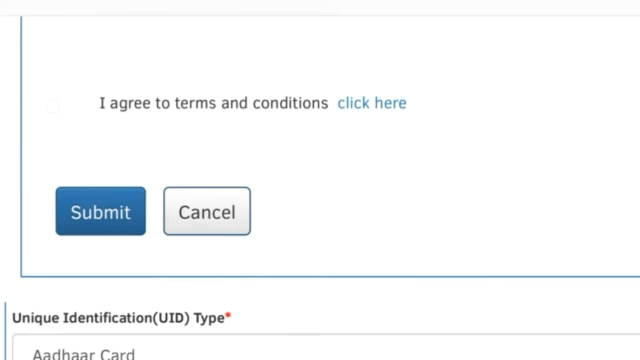 I agree to terms and conditions click here
Submit Cancel
Unique Identification(UID) Type*
Aadhaar Card